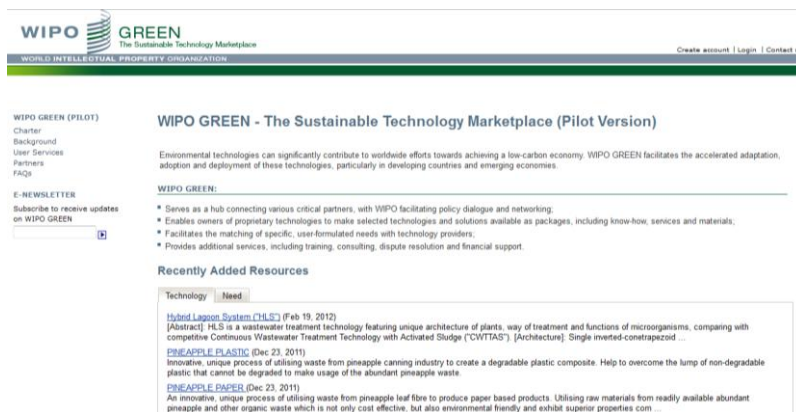 WIPO GREEN
The Sustainable Technology Marketplace
Create account | Login | Contact
WORLD INTELLECTUAL PROPERTY ORGANIZATION
WIPO GREEN (PILOT)
Charter
Background
User Services
Partners
FAQs
E-NEWSLETTER
Subscribe to receive updates
on WIPO GREEN
WIPO GREEN - The Sustainable Technology Marketplace (Pilot Version)
Environmental technologies can significantly contribute to worldwide efforts towards achieving a low-carbon economy. WIPO GREEN facilitates the accelerated adaptation,
adoption and deployment of these technologies, particularly in developing countries and emerging economies.
WIPO GREEN:
Serves as a hub connecting various critical partners, with WIPO facilitating policy dialogue and networking;
Enables owners of proprietary technologies to make selected technologies and solutions available as packages, including know-how, services and materials;
Facilitates the matching of specific, user-formulated needs with technology providers;
Provides additional services, including training, consulting, dispute resolution and financial support.
Recently Added Resources
Technology Need
Hybrid Lagoon System ("HLS") (Feb 19, 2012)
[Abstract]: HLS is a wastewater treatment technology featuring unique architecture of plants, way of treatment and functions of microorganisms, comparing with
competitive Continuous Wastewater Treatment Technology with Activated Sludge ("CWTTAS"). [Architecture]: Single inverted-conetrapezoid ...
PINEAPPLE PLASTIC (Dec 23, 2011)
Innovative, unique process of utilising waste from pineapple canning industry to create a degradable plastic composite. Help to overcome the lump of non-degradable
plastic that cannot be degraded to make usage of the abundant pineapple waste.
PINEAPPLE PAPER (Dec 23, 2011)
An innovative, unique process of utilising waste from pineapple leaf fibre to produce paper based products. Utilising raw materials from readily available abundant
pineapple and other organic waste which is not only cost effective, but also environmental friendly and exhibit superior properties com ...